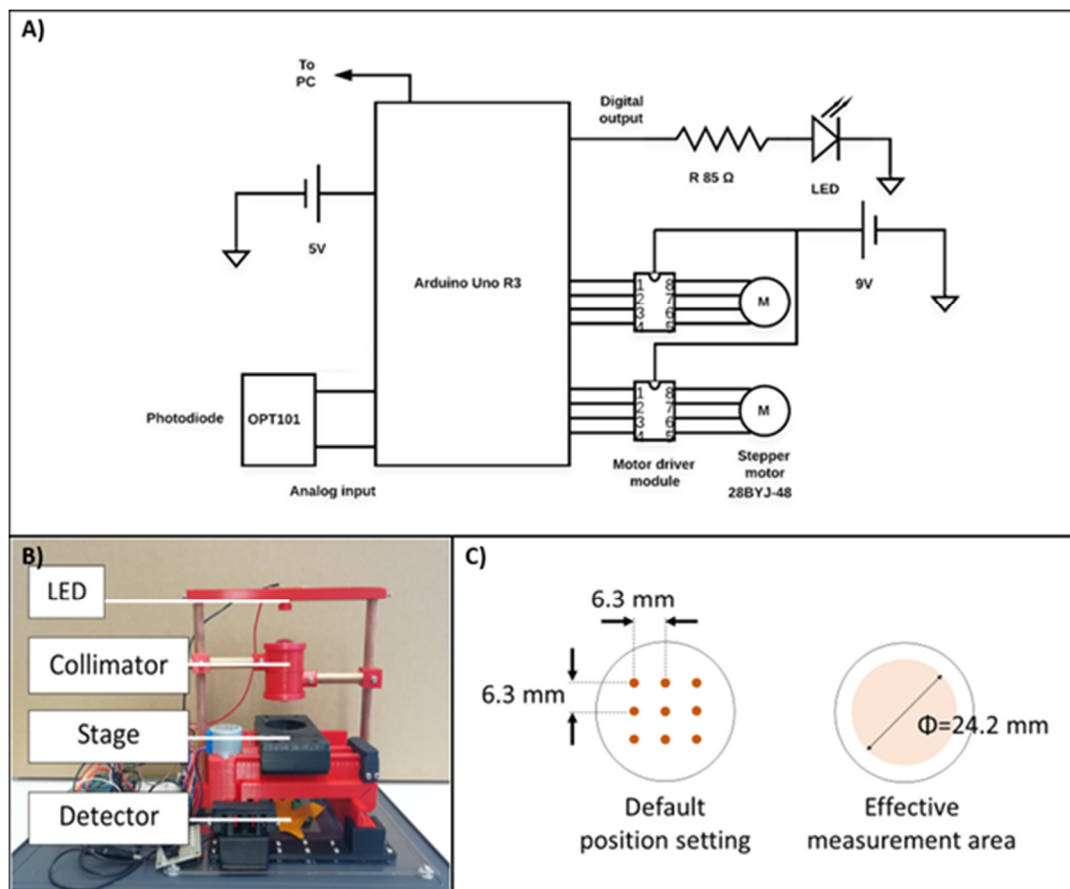 A)
To
PC
Digital
output
R 85 Ω
LED
5V
9V
Arduino Uno R3
1 8
2 7
3 6
4 5
M
1 8
2 7
3 6
4 5
M
Photodiode
OPT101
Analog input
Motor driver
module
Stepper
motor
28BYJ-48
B)
LED
Collimator
Stage
Detector
C)
6.3 mm
6.3 mm
Φ=24.2 mm
Default
position setting
Effective
measurement area